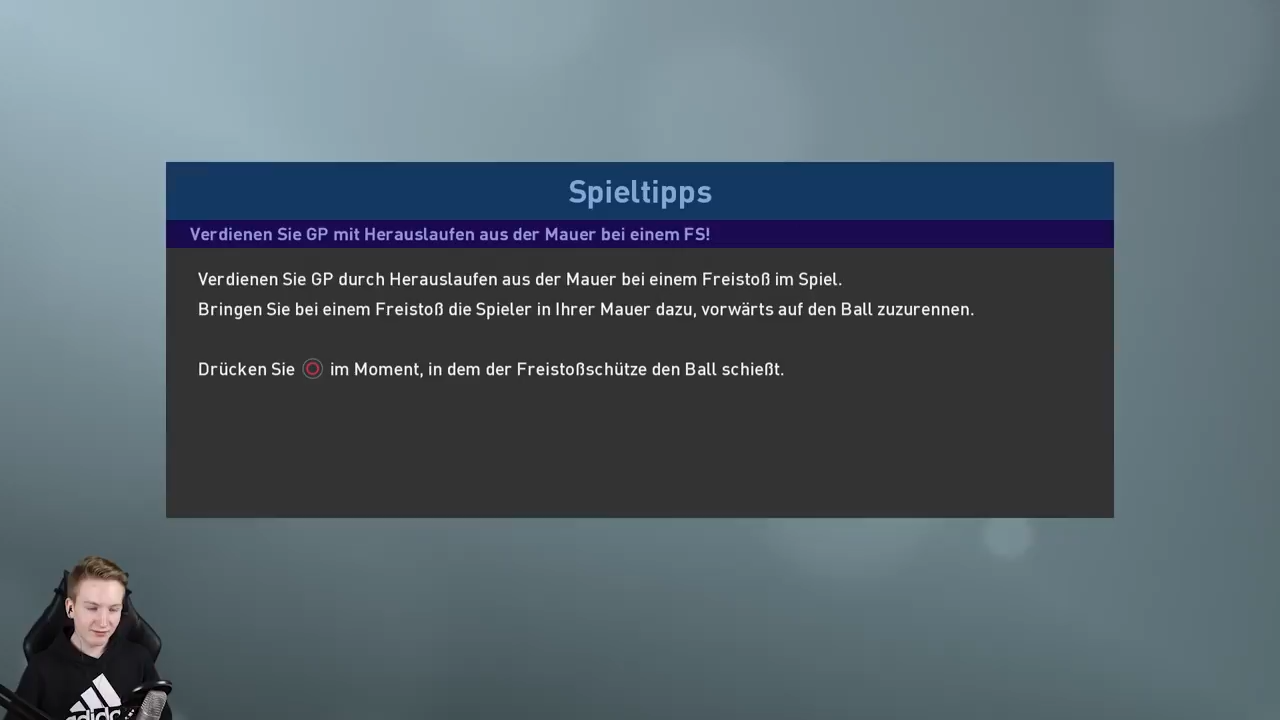 Spieltipps
Verdienen Sie GP mit Herauslaufen aus der Mauer bei einem FS!
Verdienen Sie GP durch Herauslaufen aus der Mauer bei einem Freistoß im Spiel.
Bringen Sie bei einem Freistoß die Spieler in Ihrer Mauer dazu, vorwärts auf den Ball zuzurennen.
Drücken Sie im Moment, in dem der Freistoßschütze den Ball schießt.
adidas